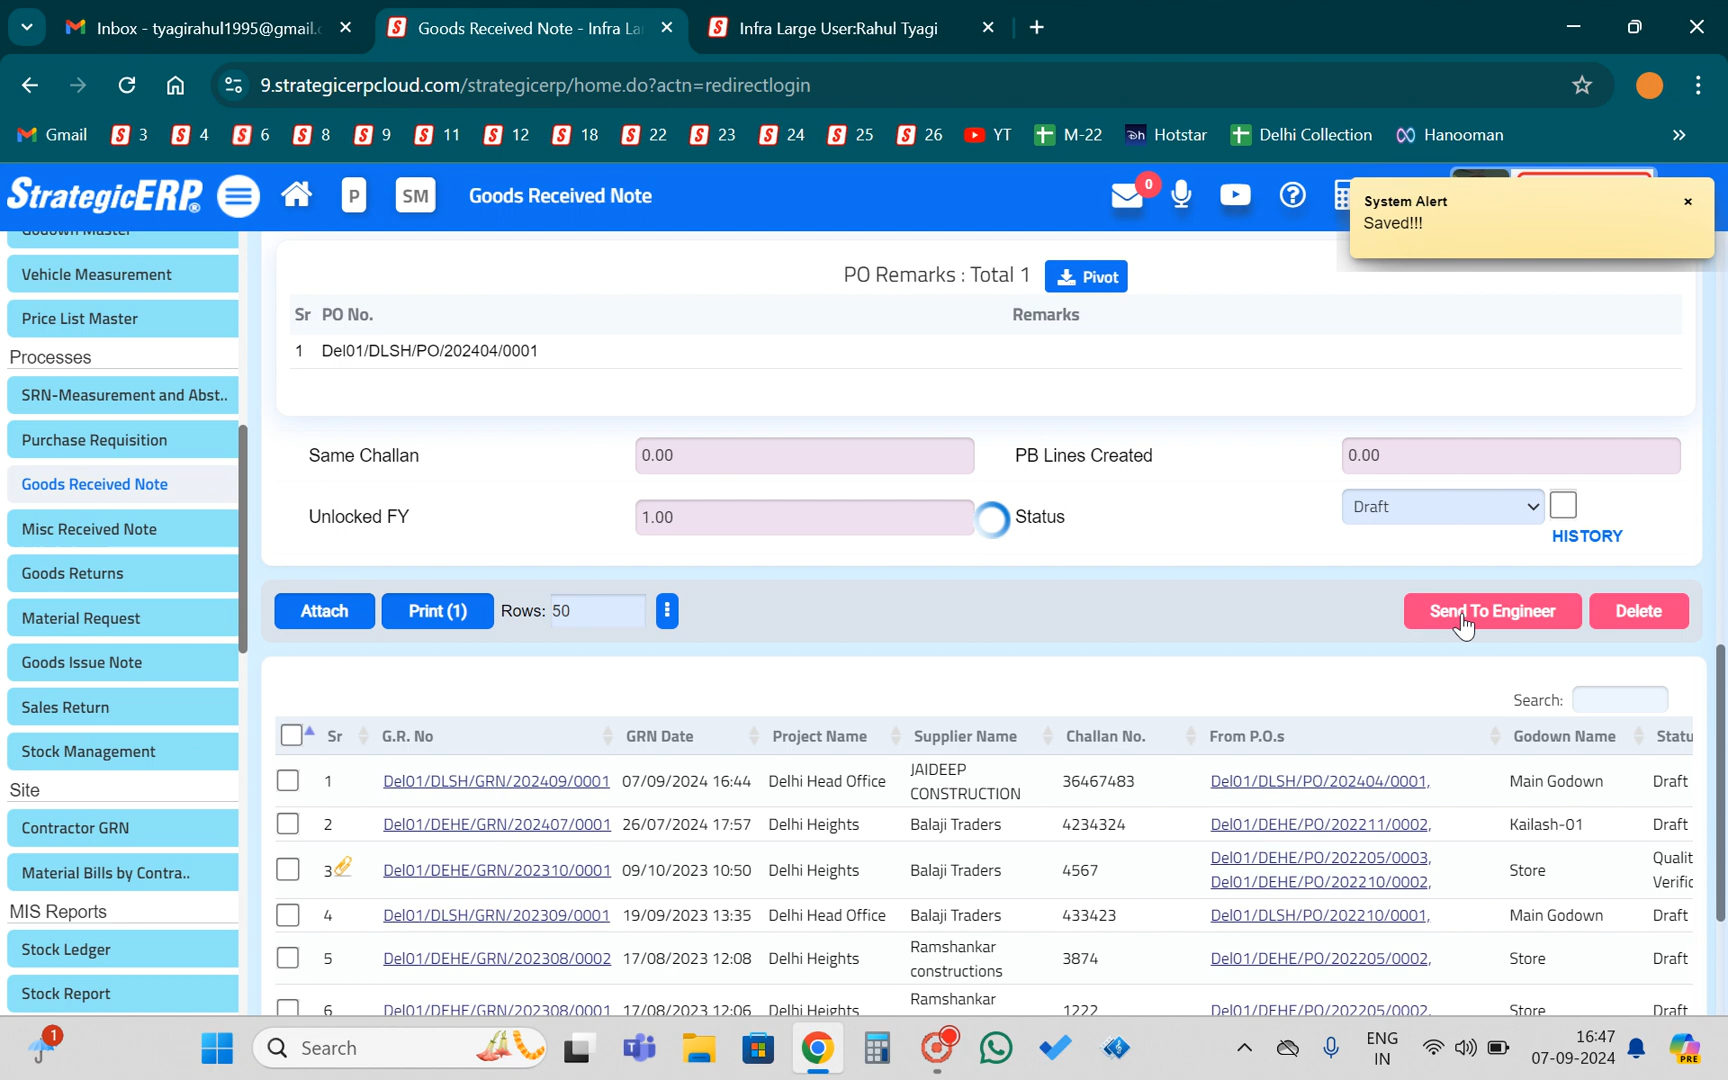 Inbox - tyagirahul1995@gmail.c
Goods Received Note - Infra La
Infra Large User:Rahul Tyagi
9.strategicerpcloud.com/strategicerp/home.do?actn=redirectlogin
Gmail 3 4 6 8 9 11 12 18 22 23 24 25 26 YT M-22 Hotstar Delhi Collection Hanooman
StrategicERP P SM Goods Received Note 0
System Alert
Saved!!!
Godown Master
Vehicle Measurement
Price List Master
Processes
SRN-Measurement and Abst..
Purchase Requisition
Goods Received Note
Misc Received Note
Goods Returns
Material Request
Goods Issue Note
Sales Return
Stock Management
Site
Contractor GRN
Material Bills by Contra..
MIS Reports
Stock Ledger
Stock Report
PO Remarks : Total 1 Pivot
Sr PO No. Remarks
1 Del01/DLSH/PO/202404/0001
Same Challan 0.00 PB Lines Created 0.00
Unlocked FY 1.00 Status Draft
HISTORY
Attach Print (1) Rows: 50 Send To Engineer Delete
Search:
Sr G.R. No GRN Date Project Name Supplier Name Challan No. From P.O.s Godown Name Statu
1 Del01/DLSH/GRN/202409/0001 07/09/2024 16:44 Delhi Head Office JAIDEEP CONSTRUCTION 36467483 Del01/DLSH/PO/202404/0001, Main Godown Draft
2 Del01/DEHE/GRN/202407/0001 26/07/2024 17:57 Delhi Heights Balaji Traders 4234324 Del01/DEHE/PO/202211/0002, Kailash-01 Draft
3 Del01/DEHE/GRN/202310/0001 09/10/2023 10:50 Delhi Heights Balaji Traders 4567 Del01/DEHE/PO/202205/0003, Del01/DEHE/PO/202210/0002, Store Qualit Verific
4 Del01/DLSH/GRN/202309/0001 19/09/2023 13:35 Delhi Head Office Balaji Traders 433423 Del01/DLSH/PO/202210/0001, Main Godown Draft
5 Del01/DEHE/GRN/202308/0002 17/08/2023 12:08 Delhi Heights Ramshankar constructions 3874 Del01/DEHE/PO/202205/0002, Store Draft
6 Del01/DEHE/GRN/202308/0001 17/08/2023 12:06 Delhi Heights Ramshankar 1222 Del01/DEHE/PO/202205/0002, Store Draft
1 Search ENG IN 16:47 07-09-2024 PRE